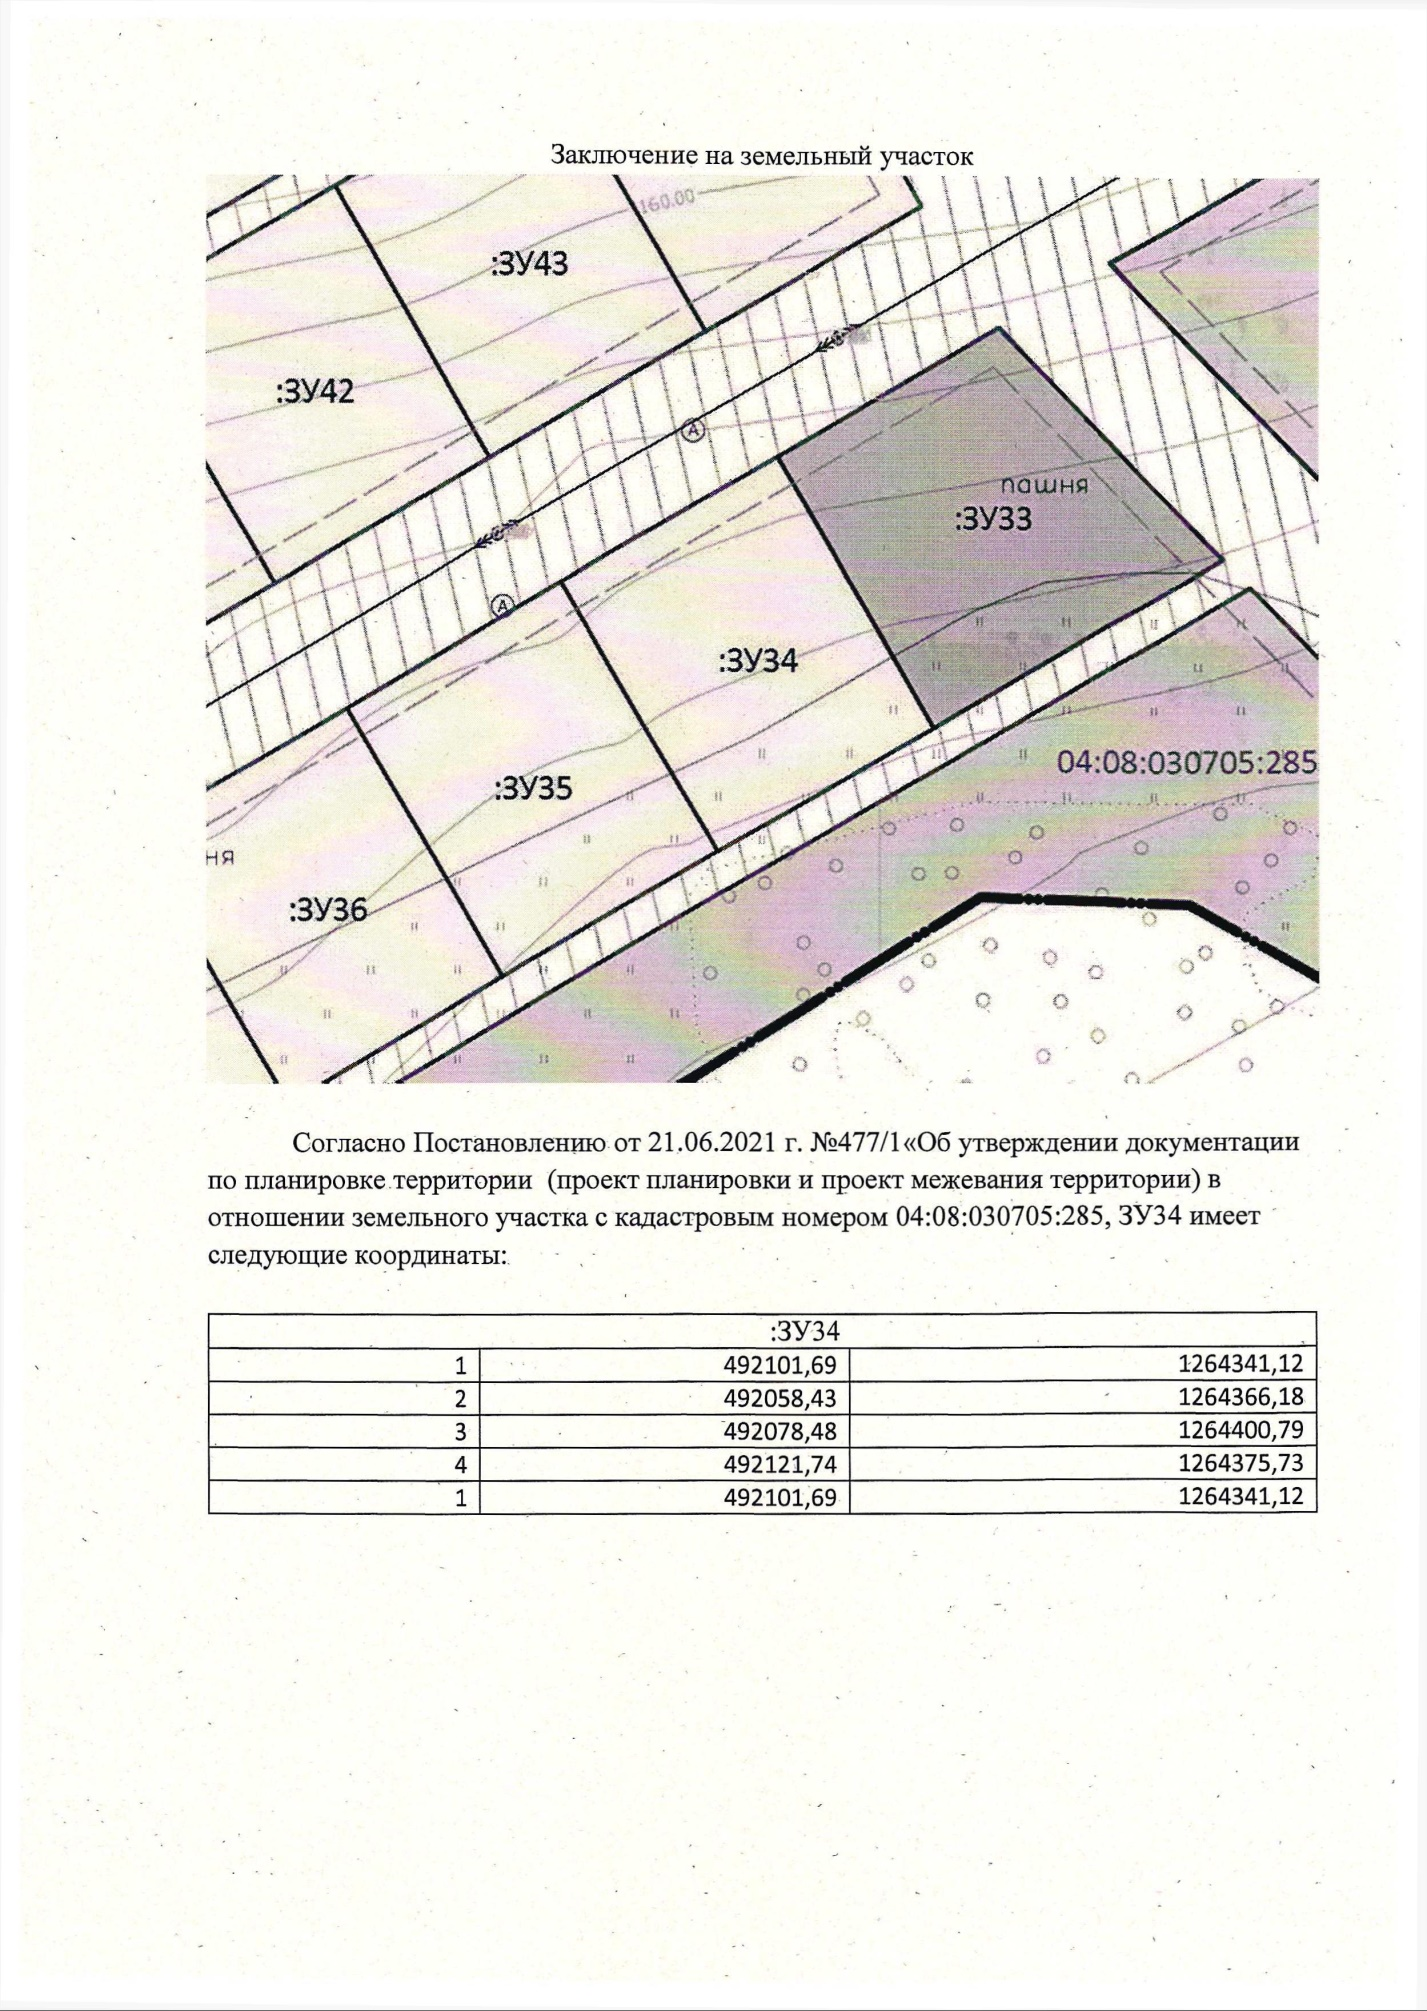 Заключение на земельный участок
160.00
:ЗУ43
:ЗУ42
А
пашня
:ЗУ33
А
:ЗУ34
04:08:030705:285
:ЗУ35
ня
:ЗУ36
Согласно Постановлению от 21.06.2021 г. №477/1«Об утверждении документации
по планировке территории (проект планировки и проект межевания территории) в
отношении земельного участка с кадастровым номером 04:08:030705:285, ЗУ34 имеет
следующие координаты:
:ЗУ34
1 492101,69 1264341,12
2 492058,43 1264366,18
3 492078,48 1264400,79
4 492121,74 1264375,73
1 492101,69 1264341,12